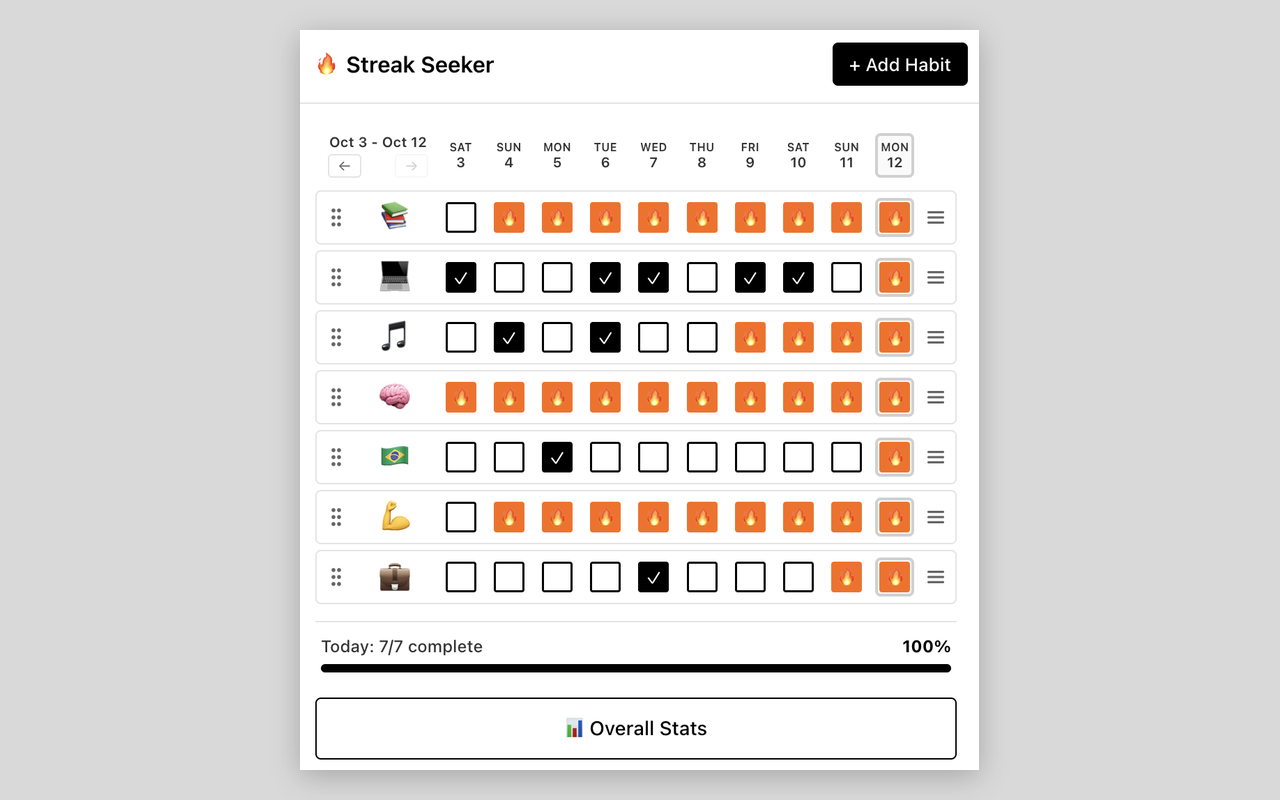 🔥 Streak Seeker
+ Add Habit
Oct 3 - Oct 12
← →
SAT 3
SUN 4
MON 5
TUE 6
WED 7
THU 8
FRI 9
SAT 10
SUN 11
MON 12
Today: 7/7 complete
100%
📊 Overall Stats